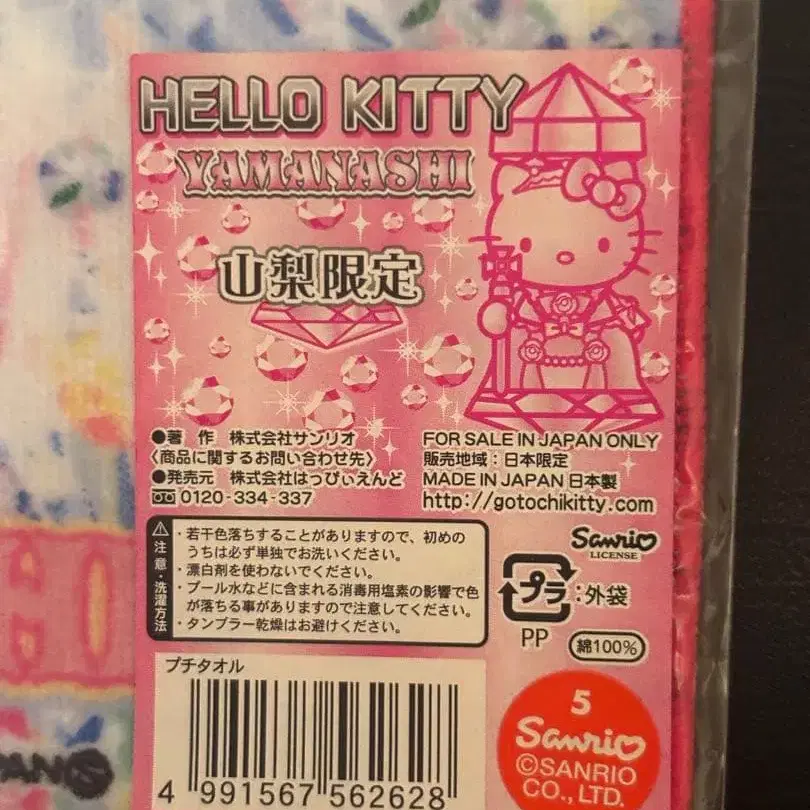 HELLO KITTY
YAMANASHI
山梨限定
●著　作　株式会社サンリオ
〈商品に関するお問い合わせ先〉
●発売元　株式会社はっぴぃえんど
0120-334-337
FOR SALE IN JAPAN ONLY
販売地域：日本限定
MADE IN JAPAN 日本製
http://gotochikitty.com
⚠注意・洗濯方法
・若干色落ちすることがありますので、初めの
うちは必ず単独でお洗いください。
・漂白剤を使わないでください。
・プール水などに含まれる消毒用塩素の影響で色
が落ちる事がありますので注意してください。
・タンブラー乾燥はお避けください。
Sanrio
LICENSE
プラ：外袋
PP
綿100%
プチタオル
4 991567 562628
5
Sanrio
©SANRIO
CO., LTD.